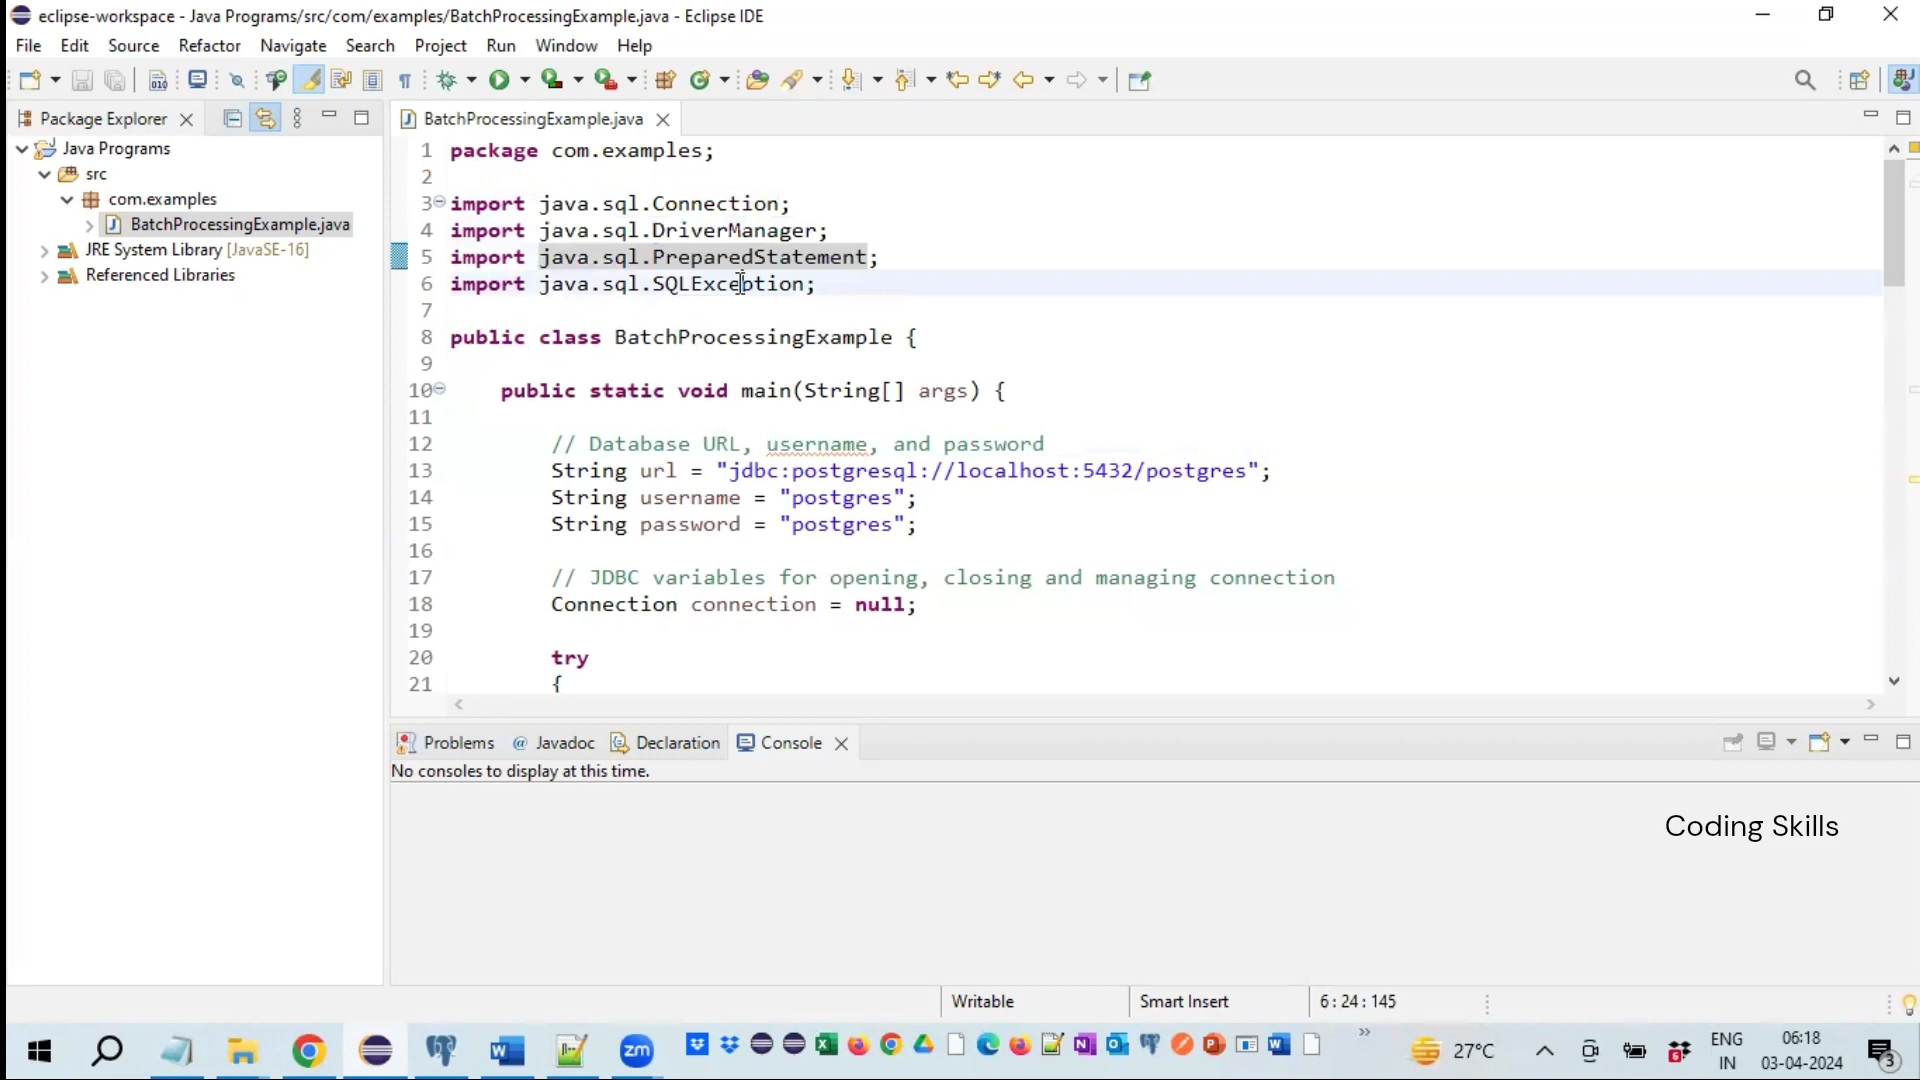 eclipse-workspace - Java Programs/src/com/examples/BatchProcessingExample.java - Eclipse IDE
File Edit Source Refactor Navigate Search Project Run Window Help
Package Explorer
BatchProcessingExample.java
Java Programs
src
com.examples
BatchProcessingExample.java
JRE System Library [JavaSE-16]
Referenced Libraries
1 package com.examples;
2
3 import java.sql.Connection;
4 import java.sql.DriverManager;
5 import java.sql.PreparedStatement;
6 import java.sql.SQLException;
7
8 public class BatchProcessingExample {
9
10 public static void main(String[] args) {
11
12 // Database URL, username, and password
13 String url = "jdbc:postgresql://localhost:5432/postgres";
14 String username = "postgres";
15 String password = "postgres";
16
17 // JDBC variables for opening, closing and managing connection
18 Connection connection = null;
19
20 try
21 {
Problems @ Javadoc Declaration Console
No consoles to display at this time.
Coding Skills
Writable Smart Insert 6 : 24 : 145
zm
27°C
ENG
IN
06:18
03-04-2024
3